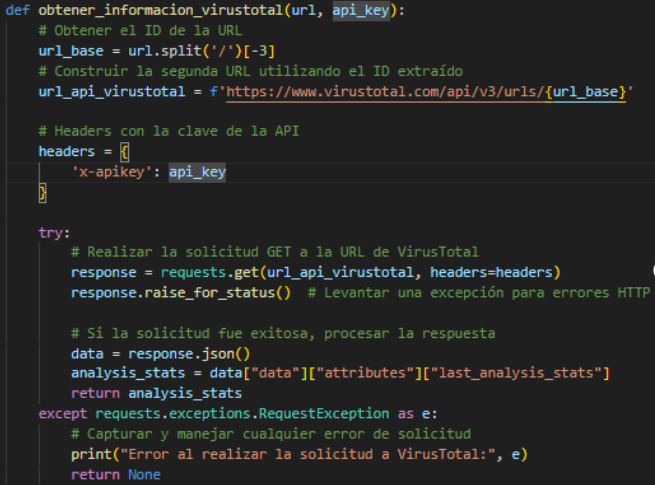 def obtener_informacion_virustotal(url, api_key):
# Obtener el ID de la URL
url_base = url.split('/')[-3]
# Construir la segunda URL utilizando el ID extraído
url_api_virustotal = f'https://www.virustotal.com/api/v3/urls/{url_base}'
# Headers con la clave de la API
headers = {
'x-apikey': api_key
}
try:
# Realizar la solicitud GET a la URL de VirusTotal
response = requests.get(url_api_virustotal, headers=headers)
response.raise_for_status()  # Levantar una excepción para errores HTTP
# Si la solicitud fue exitosa, procesar la respuesta
data = response.json()
analysis_stats = data["data"]["attributes"]["last_analysis_stats"]
return analysis_stats
except requests.exceptions.RequestException as e:
# Capturar y manejar cualquier error de solicitud
print("Error al realizar la solicitud a VirusTotal:", e)
return None